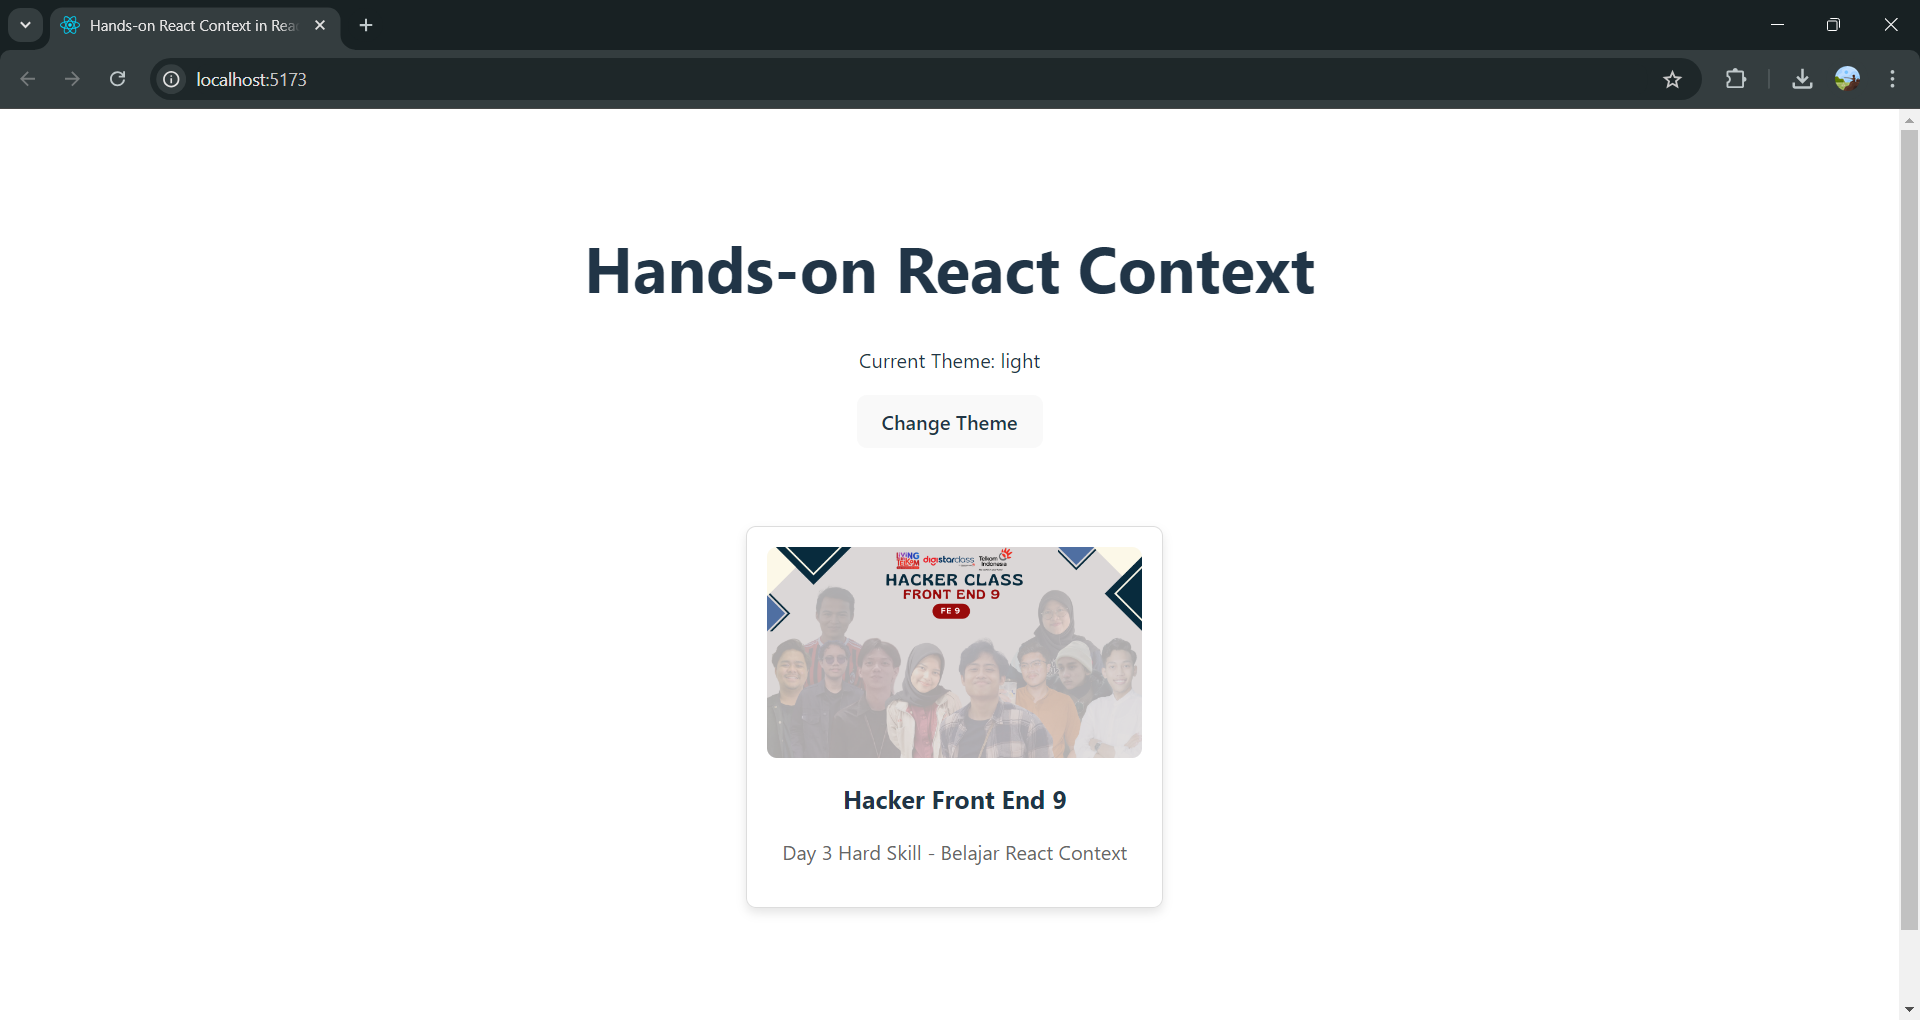 Hands-on React Context in Rea
localhost:5173
Hands-on React Context
Current Theme: light
Change Theme
LIVING
digistarclass
Telkom
Indonesia
HACKER CLASS
FRONT END 9
FE 9
Hacker Front End 9
Day 3 Hard Skill - Belajar React Context